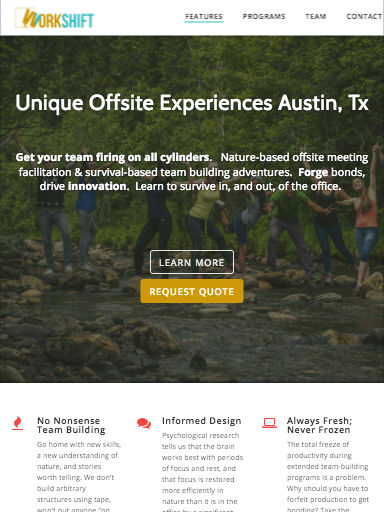 WORKSHIFT
FEATURES PROGRAMS TEAM CONTACT
Unique Offsite Experiences Austin, Tx
Get your team firing on all cylinders. Nature-based offsite meeting
facilitation & survival-based team building adventures. Forge bonds,
drive innovation. Learn to survive in, and out, of the office.
LEARN MORE
REQUEST QUOTE
No Nonsense
Team Building
Go home with new skills,
a new understanding of
nature, and stories
worth telling. We don't
build arbitrary
structures using tape,
won't put anyone "on
Informed Design
Psychological research
tells us that the brain
works best with periods
of focus and rest, and
that focus is restored
more efficiently in
nature than it is in the
office by a significant
Always Fresh;
Never Frozen
The total freeze of
productivity during
extended team-building
programs is a problem.
Why should you have to
forfeit production to get
bonding? Take the